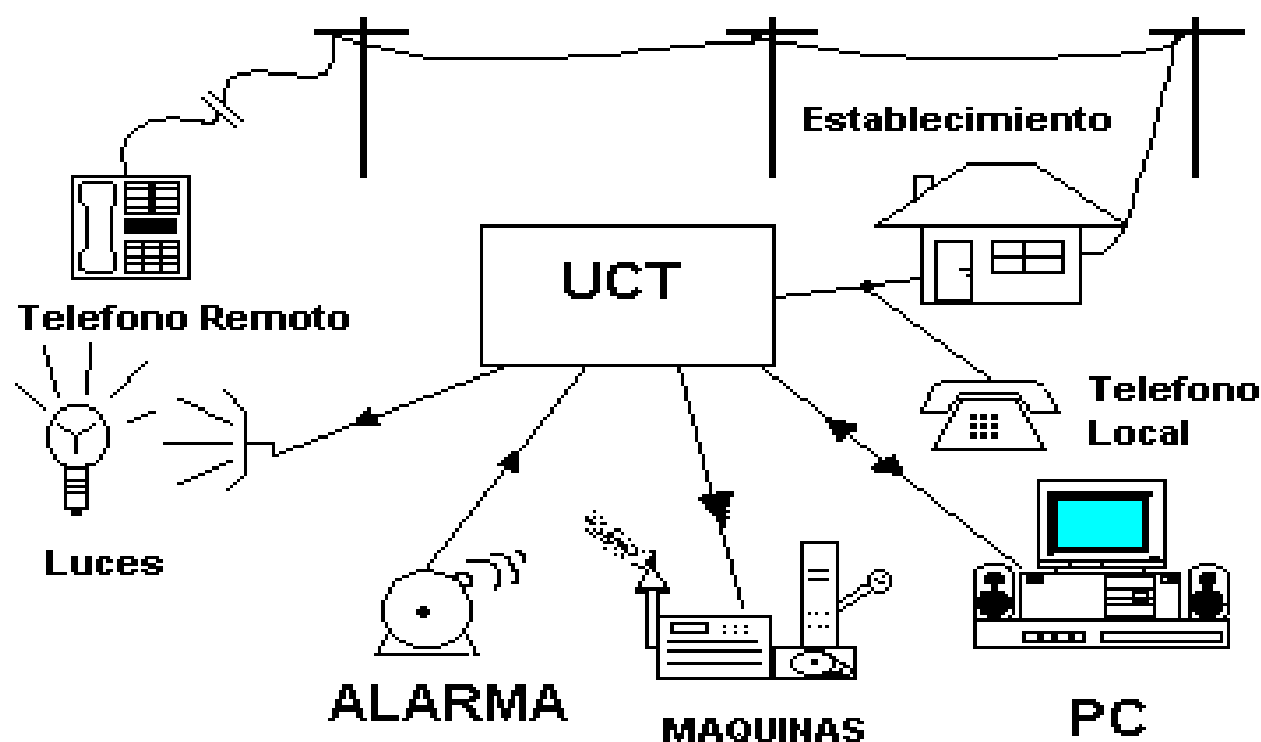 Establecimiento
UCT
Telefono Remoto
Telefono
Local
Luces
ALARMA
MAQUINAS
PC